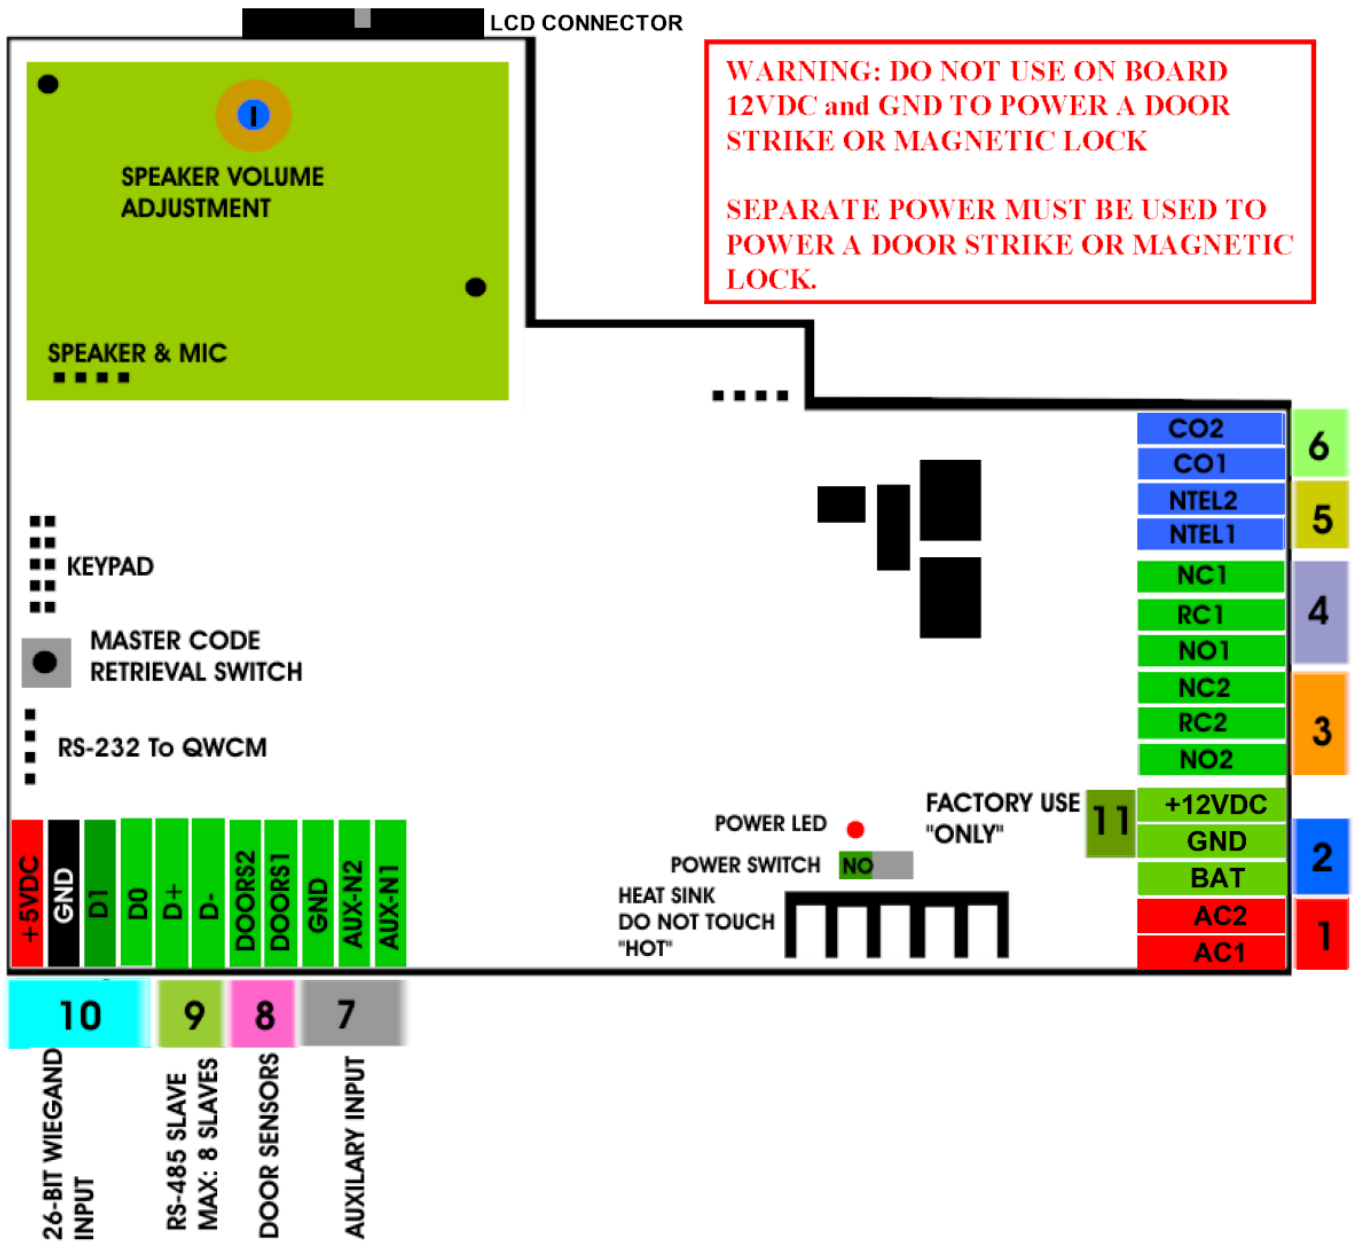 LCD CONNECTOR
WARNING: DO NOT USE ON BOARD
12VDC and GND TO POWER A DOOR
STRIKE OR MAGNETIC LOCK
SEPARATE POWER MUST BE USED TO
POWER A DOOR STRIKE OR MAGNETIC
LOCK.
I
SPEAKER VOLUME
ADJUSTMENT
SPEAKER & MIC
KEYPAD
MASTER CODE
RETRIEVAL SWITCH
RS-232 To QWCM
CO2
CO1
6
NTEL2
NTEL1
5
NC1
RC1
NO1
4
NC2
RC2
NO2
3
FACTORY USE
"ONLY"
11
+12VDC
GND
BAT
2
AC2
AC1
1
POWER LED
POWER SWITCH
NO
HEAT SINK
DO NOT TOUCH
"HOT"
+5VDC
GND
D1
D0
D+
D-
DOORS2
DOORS1
GND
AUX-N2
AUX-N1
10
9
8
7
26-BIT WIEGAND
INPUT
RS-485 SLAVE
MAX: 8 SLAVES
DOOR SENSORS
AUXILARY INPUT